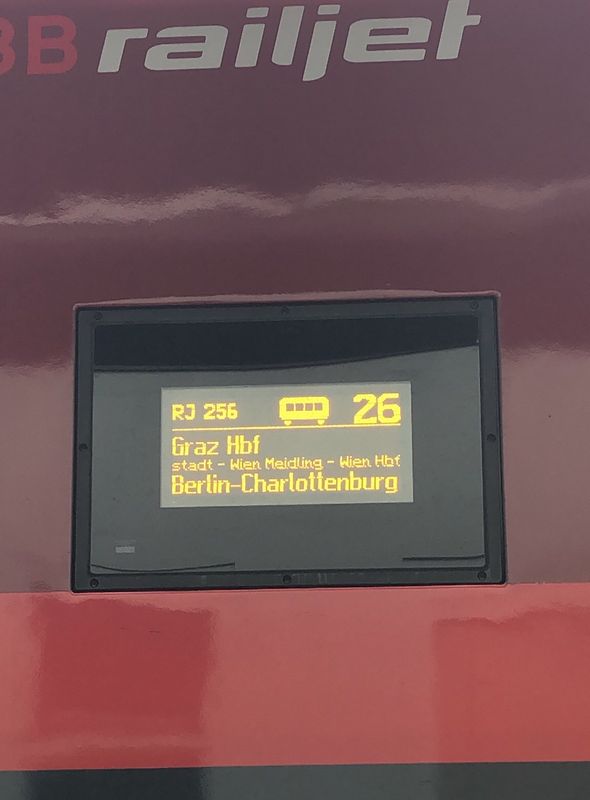 BB railjet
RJ 256 26
Graz Hbf
stadt - Wien Meidling - Wien Hbf
Berlin-Charlottenburg